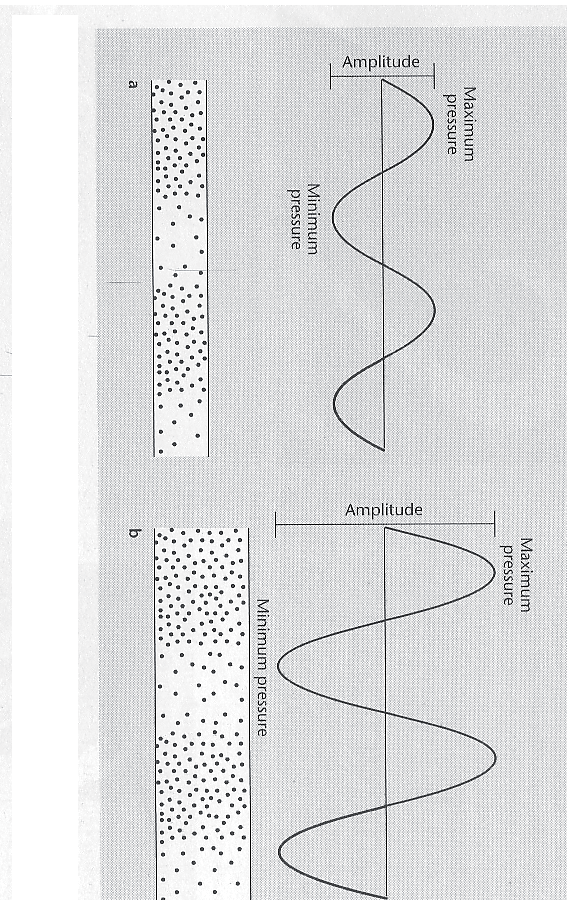 Amplitude
Maximum
pressure
Minimum
pressure
a
Amplitude
Maximum
pressure
Minimum pressure
b